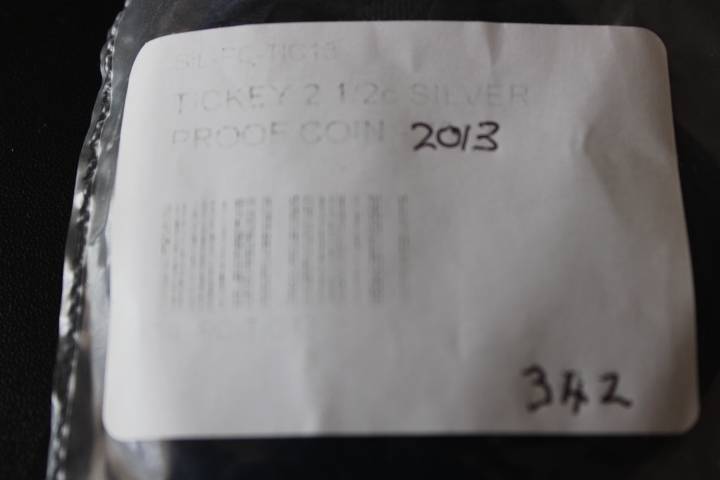 TICKEY 2 1/2c SILVER
PROOF COIN 2013
342